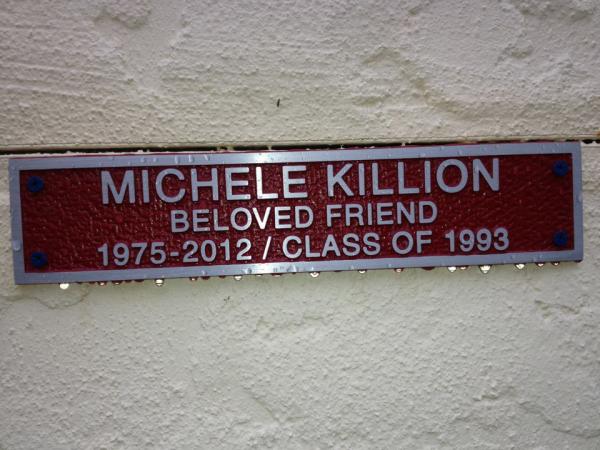 MICHELE KILLION
BELOVED FRIEND
1975-2012 / CLASS OF 1993